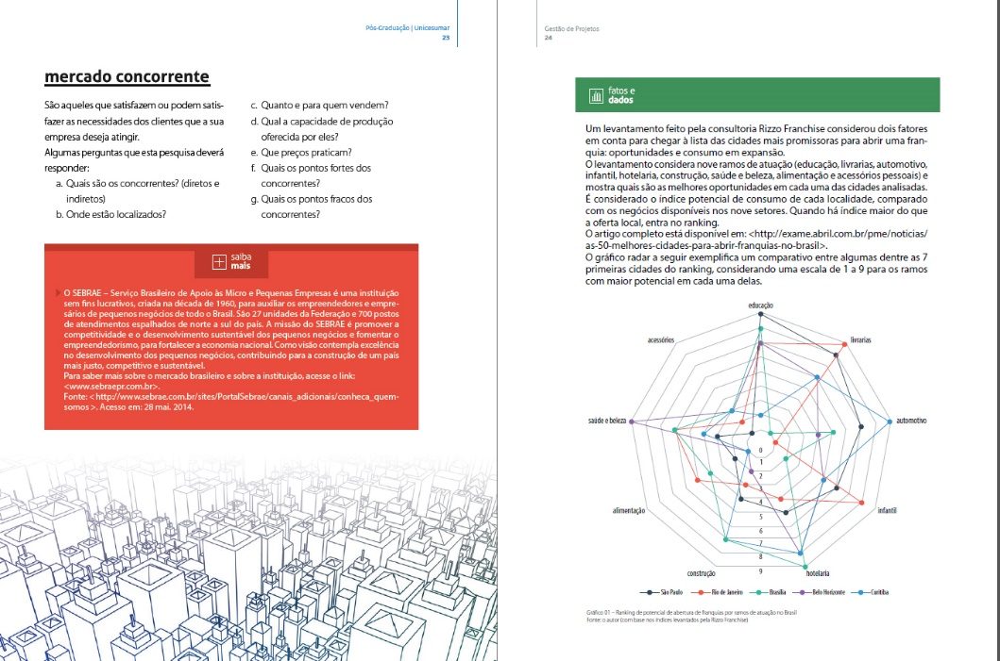 Pós-Graduação | Unicesumar
23
mercado concorrente
São aqueles que satisfazem ou podem satis-
fazer as necessidades dos clientes que a sua
empresa deseja atingir.
Algumas perguntas que esta pesquisa deverá
responder:
a. Quais são os concorrentes? (diretos e
indiretos)
b. Onde estão localizados?
c. Quanto e para quem vendem?
d. Qual a capacidade de produção
oferecida por eles?
e. Que preços praticam?
f. Quais os pontos fortes dos
concorrentes?
g. Quais os pontos fracos dos
concorrentes?
saiba
mais
O SEBRAE – Serviço Brasileiro de Apoio às Micro e Pequenas Empresas é uma instituição
sem fins lucrativos, criada na década de 1960, para auxiliar os empreendedores e empre-
sários de pequenos negócios de todo o Brasil. São 27 unidades da Federação e 700 postos
de atendimentos espalhados de norte a sul do país. A missão do SEBRAE é promover a
competitividade e o desenvolvimento sustentável dos pequenos negócios e fomentar o
empreendedorismo, para fortalecer a economia nacional. Como visão contempla excelência
no desenvolvimento dos pequenos negócios, contribuindo para a construção de um país
mais justo, competitivo e sustentável.
Para saber mais sobre o mercado brasileiro e sobre a instituição, acesse o link:
<www.sebraepr.com.br>.
Fonte: < http://www.sebrae.com.br/sites/PortalSebrae/canais_adicionais/conheca_quem-
somos >. Acesso em: 28 mai. 2014.
Gestão de Projetos
24
fatos e
dados
Um levantamento feito pela consultoria Rizzo Franchise considerou dois fatores
em conta para chegar à lista das cidades mais promissoras para abrir uma fran-
quia: oportunidades e consumo em expansão.
O levantamento considera nove ramos de atuação (educação, livrarias, automotivo,
infantil, hotelaria, construção, saúde e beleza, alimentação e acessórios pessoais) e
mostra quais são as melhores oportunidades em cada uma das cidades analisadas.
É considerado o índice potencial de consumo de cada localidade, comparado
com os negócios disponíveis nos nove setores. Quando há índice maior do que
a oferta local, entra no ranking.
O artigo completo está disponível em: <http://exame.abril.com.br/pme/noticias/
as-50-melhores-cidades-para-abrir-franquias-no-brasil>.
O gráfico radar a seguir exemplifica um comparativo entre algumas dentre as 7
primeiras cidades do ranking, considerando uma escala de 1 a 9 para os ramos
com maior potencial em cada uma delas.
educação
acessórios
livrarias
saúde e beleza
automotivo
0
1
2
3
4
5
6
7
8
9
alimentação
infantil
construção
hotelaria
São Paulo
Rio de Janeiro
Brasília
Belo Horizonte
Curitiba
Gráfico 01 – Ranking de potencial de abertura de franquias por ramos de atuação no Brasil
Fonte: o autor (com base nos índices levantados pela Rizzo Franchise)